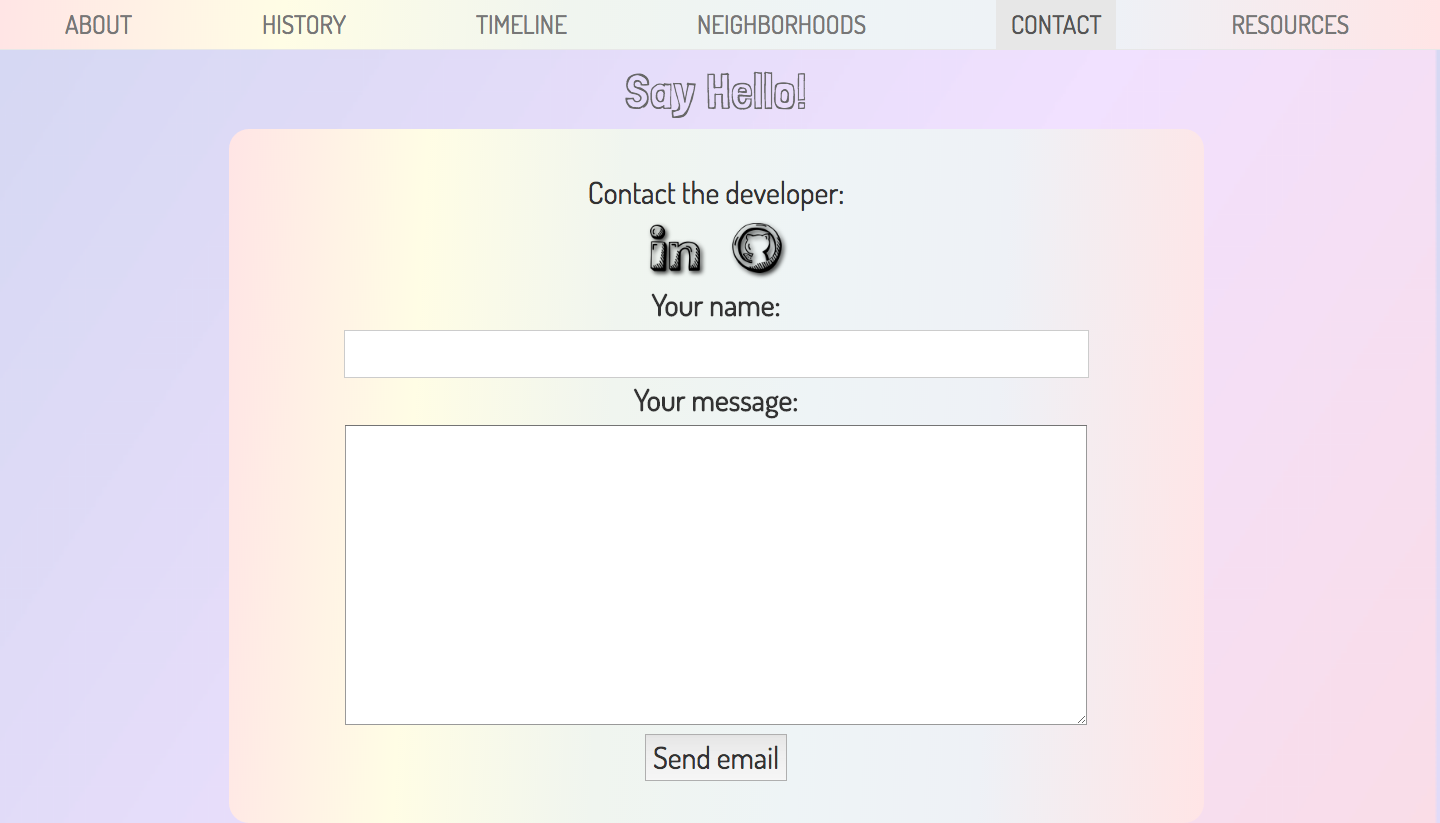 ABOUT HISTORY TIMELINE NEIGHBORHOODS CONTACT RESOURCES
Say Hello!
Contact the developer:
in
Your name:
Your message:
Send email